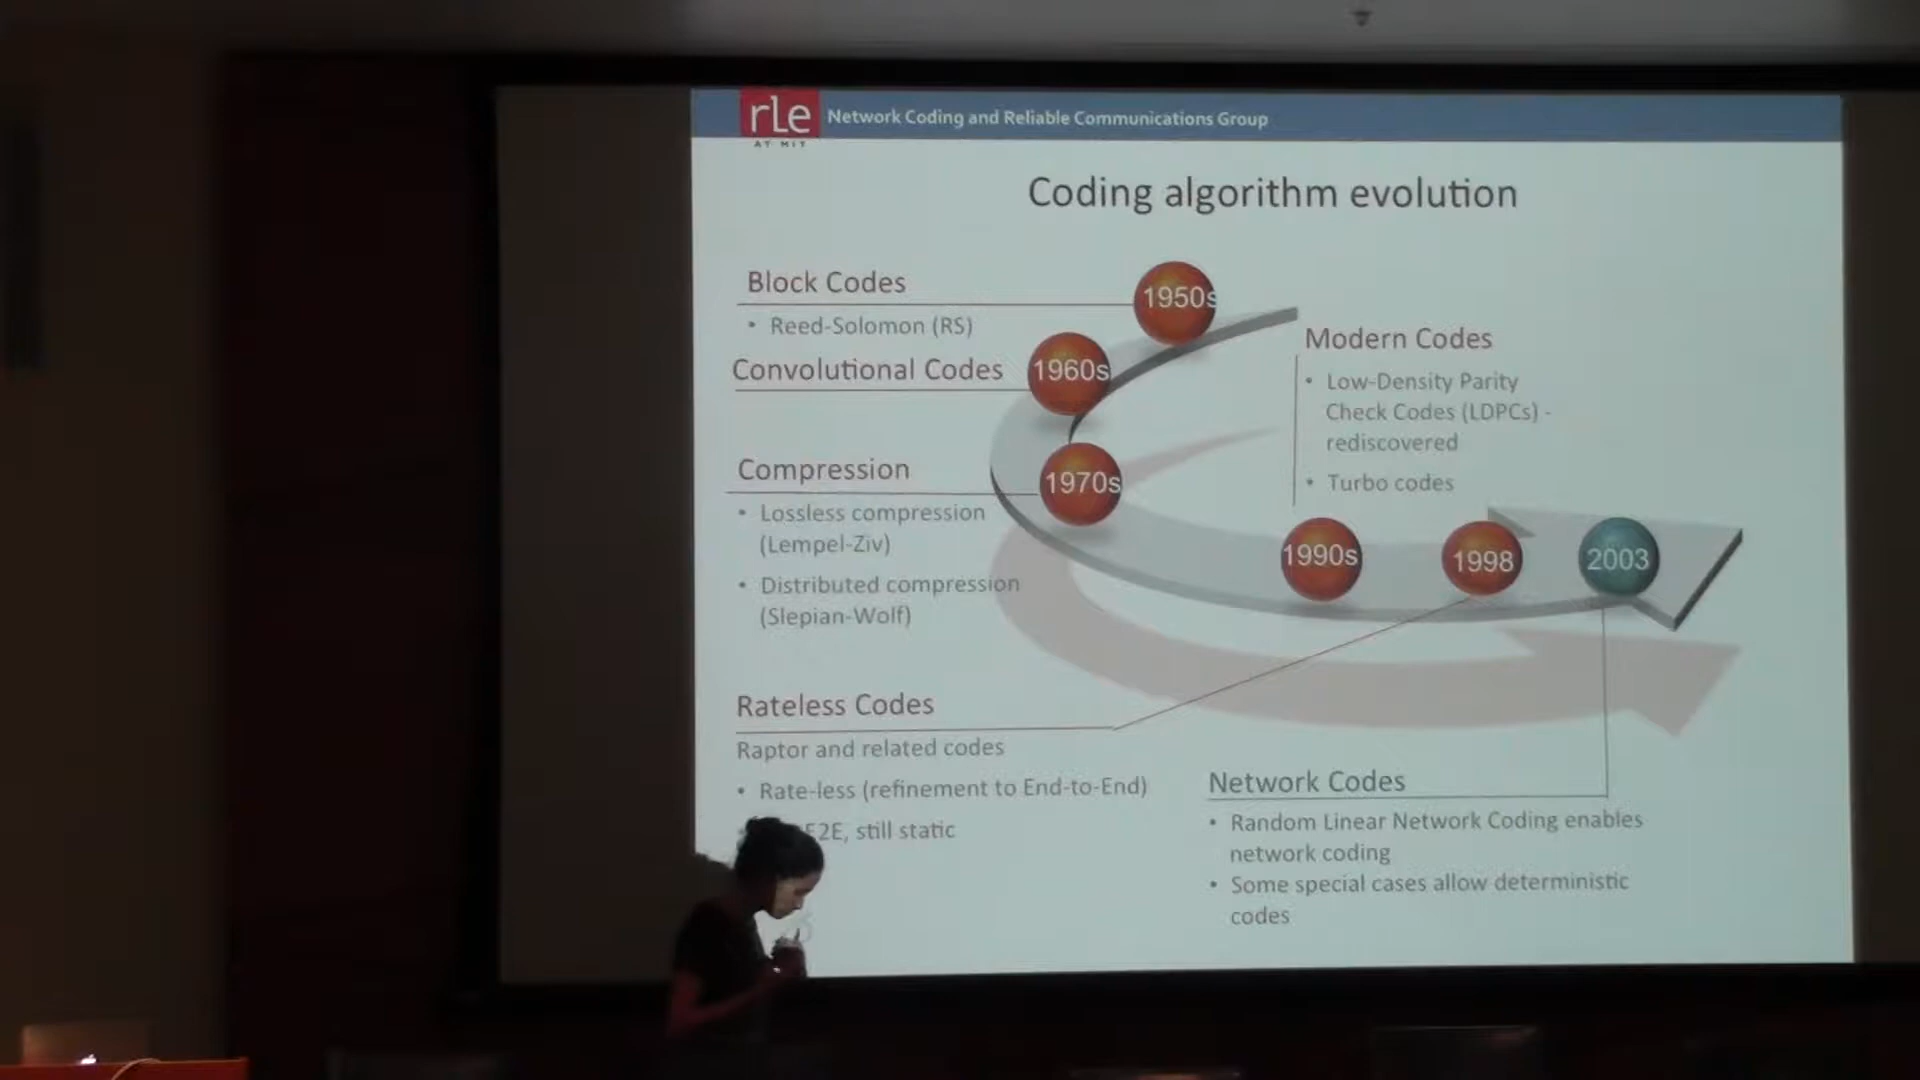 rle
AT MIT
Network Coding and Reliable Communications Group
Coding algorithm evolution
Block Codes
• Reed-Solomon (RS)
1950s
Convolutional Codes
1960s
Compression
1970s
• Lossless compression
(Lempel-Ziv)
• Distributed compression
(Slepian-Wolf)
Modern Codes
• Low-Density Parity
Check Codes (LDPCs) -
rediscovered
• Turbo codes
1990s
1998
2003
Rateless Codes
Raptor and related codes
• Rate-less (refinement to End-to-End)
E2E, still static
Network Codes
• Random Linear Network Coding enables
network coding
• Some special cases allow deterministic
codes